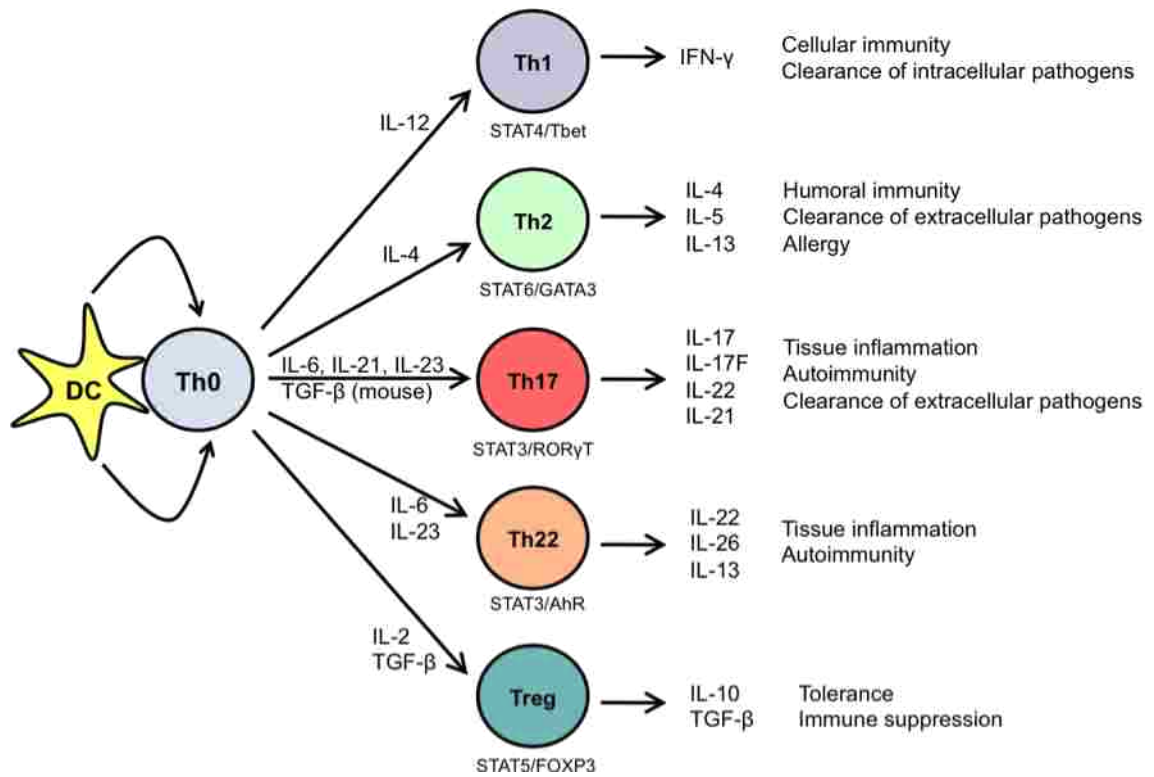 Th1
IFN-γ
Cellular immunity
Clearance of intracellular pathogens
IL-12
STAT4/Tbet
Th2
IL-4
IL-5
IL-13
Humoral immunity
Clearance of extracellular pathogens
Allergy
IL-4
STAT6/GATA3
DC
Th0
IL-6, IL-21, IL-23
TGF-β (mouse)
Th17
IL-17
IL-17F
IL-22
IL-21
Tissue inflammation
Autoimmunity
Clearance of extracellular pathogens
STAT3/RORγT
IL-6
IL-23
Th22
IL-22
IL-26
IL-13
Tissue inflammation
Autoimmunity
STAT3/AhR
IL-2
TGF-β
Treg
IL-10
TGF-β
Tolerance
Immune suppression
STAT5/FOXP3